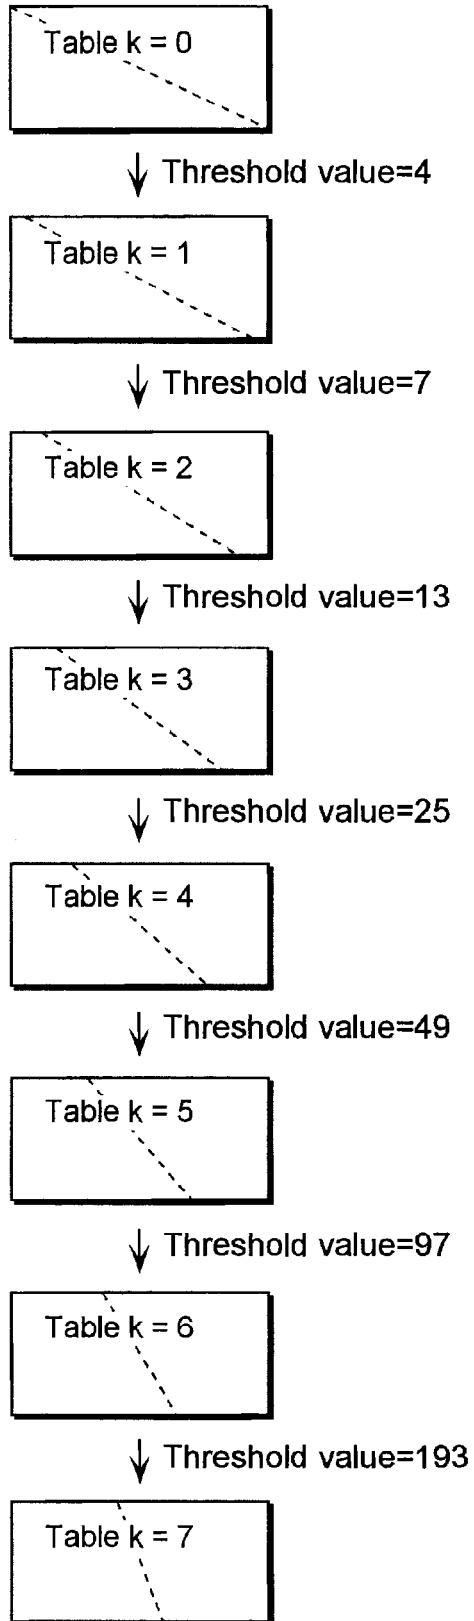 Table k = 0
Threshold value=4
Table k = 1
Threshold value=7
Table k = 2
Threshold value=13
Table k = 3
Threshold value=25
Table k = 4
Threshold value=49
Table k = 5
Threshold value=97
Table k = 6
Threshold value=193
Table k = 7